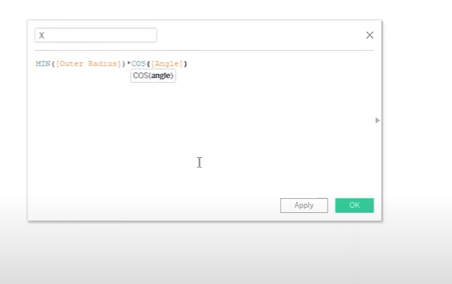 X
MIN([Outer Radius])*COS([Angle])
COS(angle)
Apply
OK